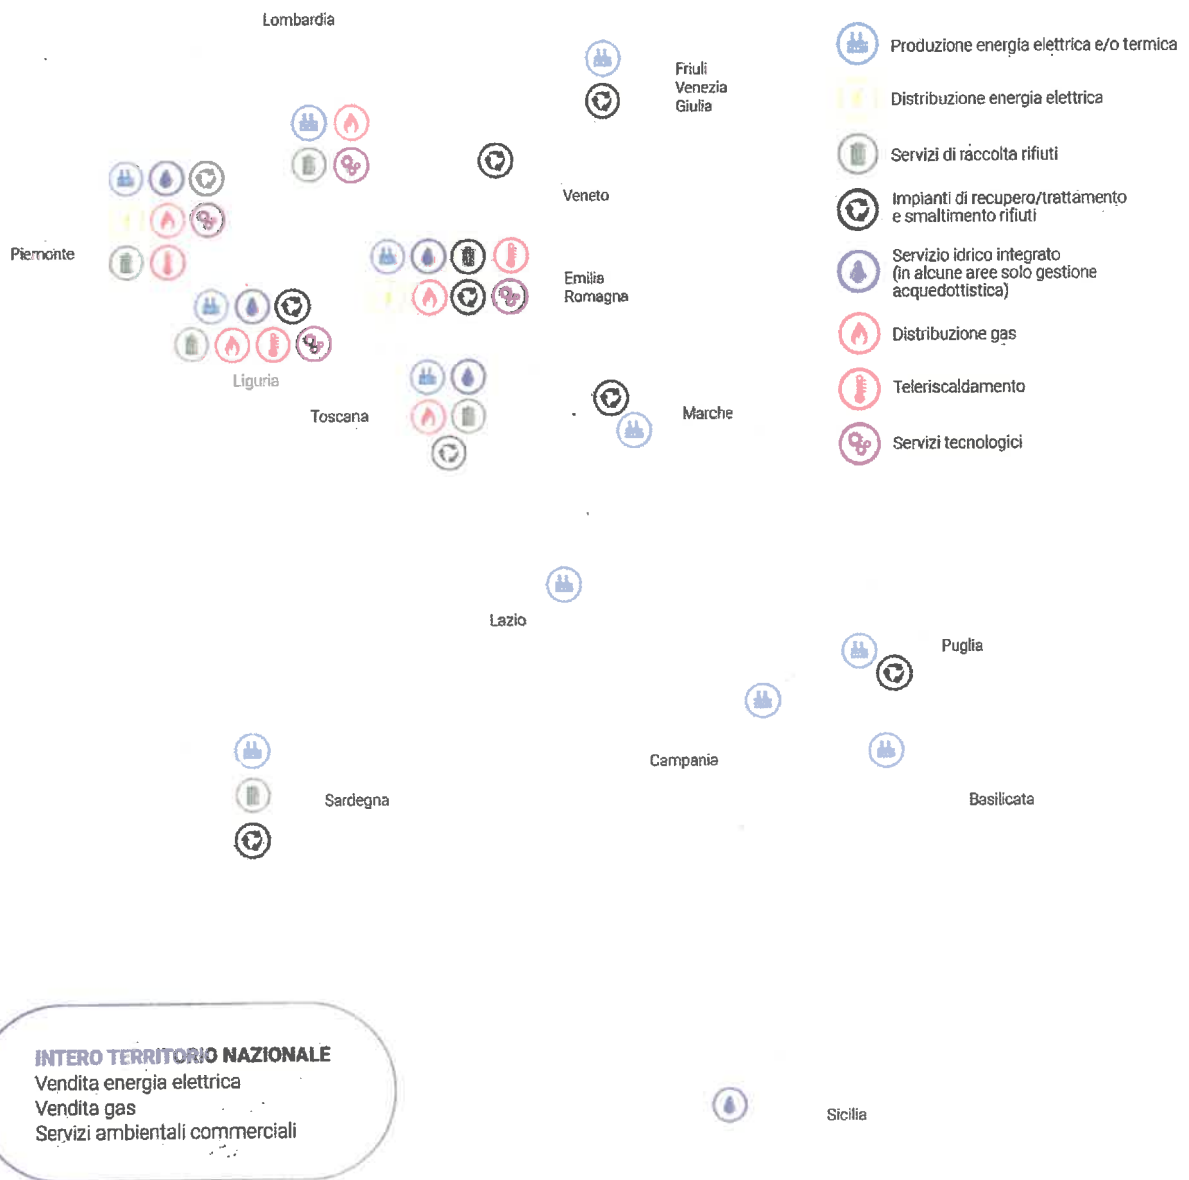 Lombardia
Friuli
Venezia
Giulia
Veneto
Piemonte
Emilia
Romagna
Liguria
Toscana
Marche
Lazio
Puglia
Campania
Basilicata
Sardegna
Sicilia
Produzione energia elettrica e/o termica
Distribuzione energia elettrica
Servizi di raccolta rifiuti
Impianti di recupero/trattamento
e smaltimento rifiuti
Servizio idrico integrato
(in alcune aree solo gestione
acquedottistica)
Distribuzione gas
Teleriscaldamento
Servizi tecnologici
INTERO TERRITORIO NAZIONALE
Vendita energia elettrica
Vendita gas
Servizi ambientali commerciali